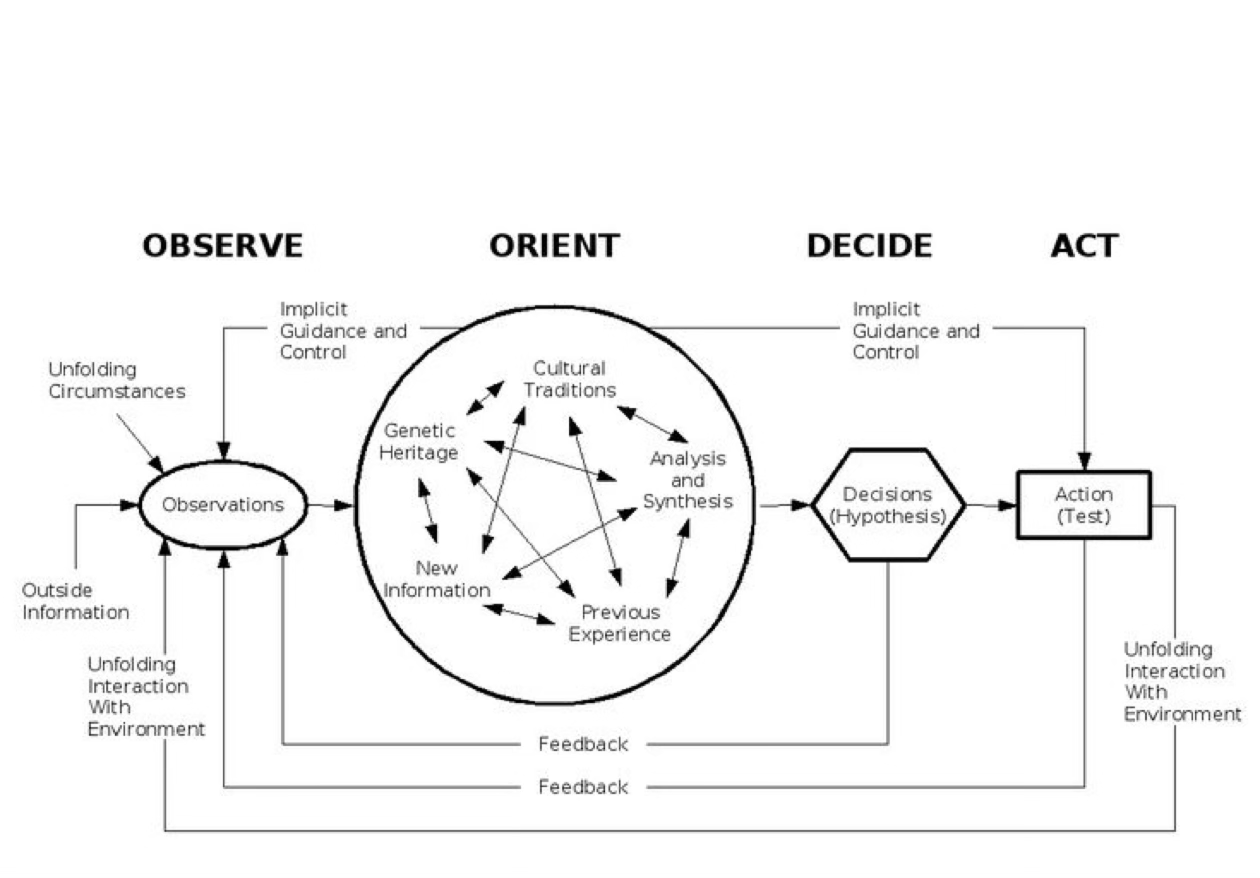 OBSERVE
ORIENT
DECIDE
ACT
Implicit
Guidance and
Control
Implicit
Guidance and
Control
Unfolding
Circumstances
Cultural
Traditions
Genetic
Heritage
Analysis
and
Synthesis
New
Information
Previous
Experience
Observations
Decisions
(Hypothesis)
Action
(Test)
Outside
Information
Unfolding
Interaction
With
Environment
Unfolding
Interaction
With
Environment
Feedback
Feedback